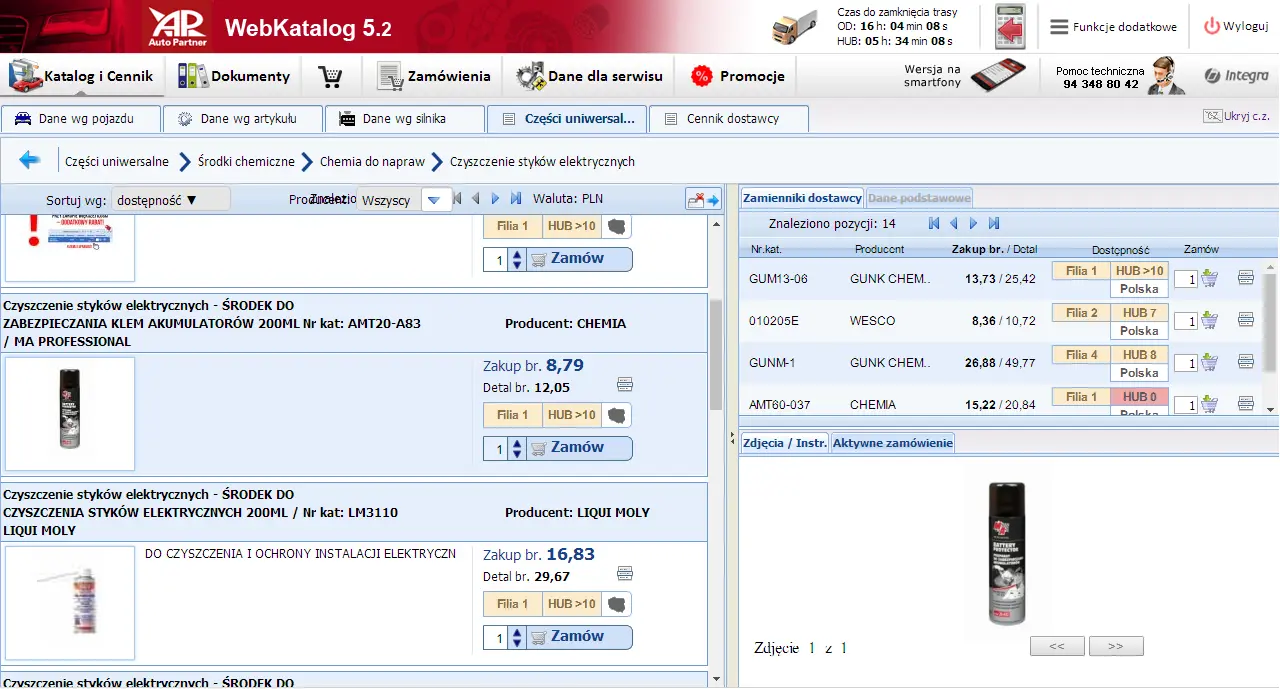 AP
Auto Partner
WebKatalog 5.2
Czas do zamknięcia trasy
OD: 16 h: 04 min 08 s
HUB: 05 h: 34 min 08 s
Funkcje dodatkowe
Wyloguj
Katalog i Cennik
Dokumenty
Zamówienia
Dane dla serwisu
Promocje
Wersja na
smartfony
Pomoc techniczna
94 348 80 42
Integra
Dane wg pojazdu
Dane wg artykułu
Dane wg silnika
Części uniwersal...
Cennik dostawcy
CZ Ukryj c.z.
Części uniwersalne
Środki chemiczne
Chemia do napraw
Czyszczenie styków elektrycznych
Sortuj wg: dostępność ▼
Producent: Wszyscy
Waluta: PLN
- DODATKOWY RABAT!
Filia 1 HUB >10
1 Zamów
Czyszczenie styków elektrycznych - ŚRODEK DO
ZABEZPIECZANIA KLEM AKUMULATORÓW 200ML Nr kat: AMT20-A83
/ MA PROFESSIONAL
Producent: CHEMIA
Zakup br. 8,79
Detal br. 12,05
Filia 1 HUB >10
1 Zamów
Czyszczenie styków elektrycznych - ŚRODEK DO
CZYSZCZENIA STYKÓW ELEKTRYCZNYCH 200ML / Nr kat: LM3110
LIQUI MOLY
Producent: LIQUI MOLY
DO CZYSZCZENIA I OCHRONY INSTALACJI ELEKTRYCZN
Zakup br. 16,83
Detal br. 29,67
Filia 1 HUB >10
1 Zamów
Czyszczenie styków elektrycznych - ŚRODEK DO
Zamienniki dostawcy
Dane podstawowe
Znaleziono pozycji: 14
Nr.kat. Producent Zakup br. / Detal Dostępność Zamów
GUM13-06 GUNK CHEM.. 13,73 / 25,42 Filia 1 HUB >10 1
Polska
010205E WESCO 8,36 / 10,72 Filia 2 HUB 7 1
Polska
GUNM-1 GUNK CHEM.. 26,88 / 49,77 Filia 4 HUB 8 1
Polska
AMT60-037 CHEMIA 15,22 / 20,84 Filia 1 HUB 0 1
Polska
Zdjęcia / Instr.
Aktywne zamówienie
BATTERY
PROTECTOR
Zdjęcie 1 z 1
<<
>>